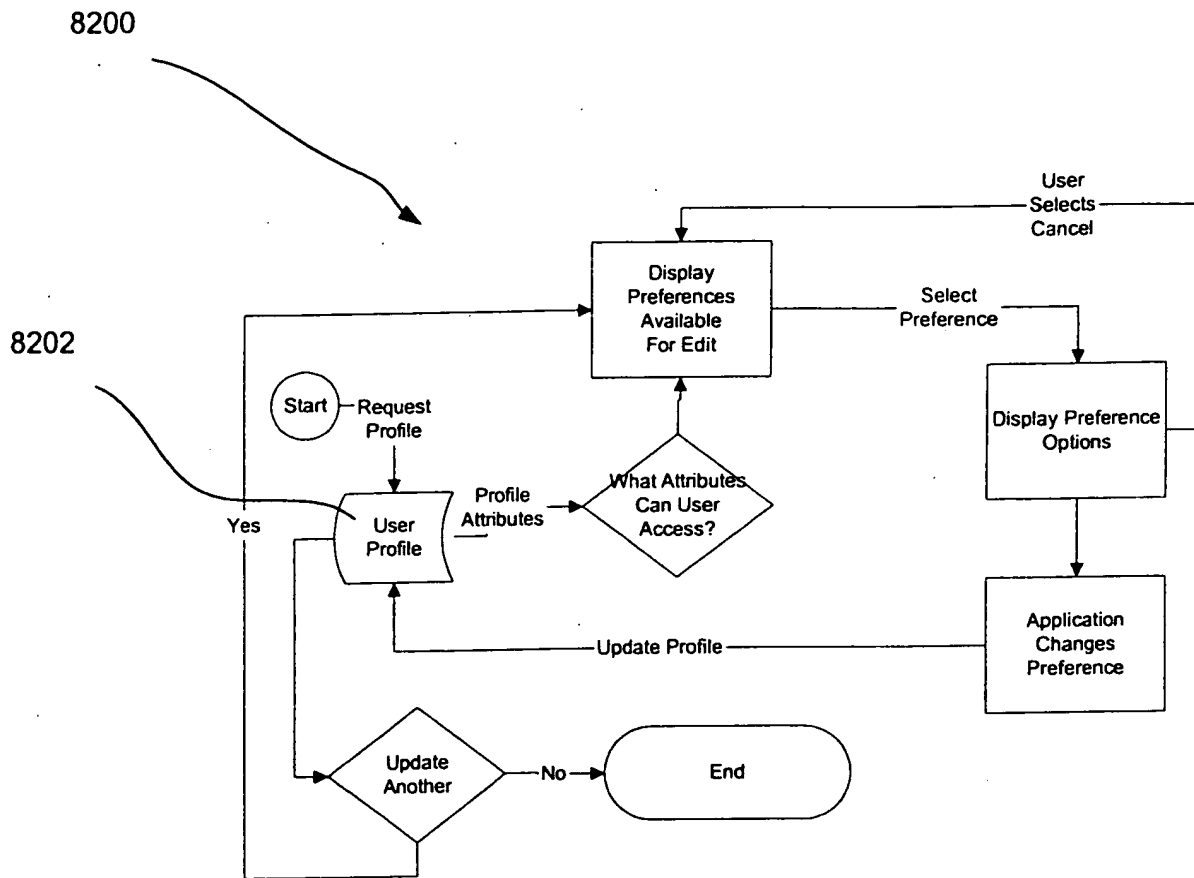 8200
User
Selects
Cancel
Display
Preferences
Available
For Edit
Select
Preference
8202
Start
Request
Profile
Display Preference
Options
What Attributes
Can User
Access?
Profile
Attributes
User
Profile
Yes
Application
Changes
Preference
Update Profile
Update
Another
No
End